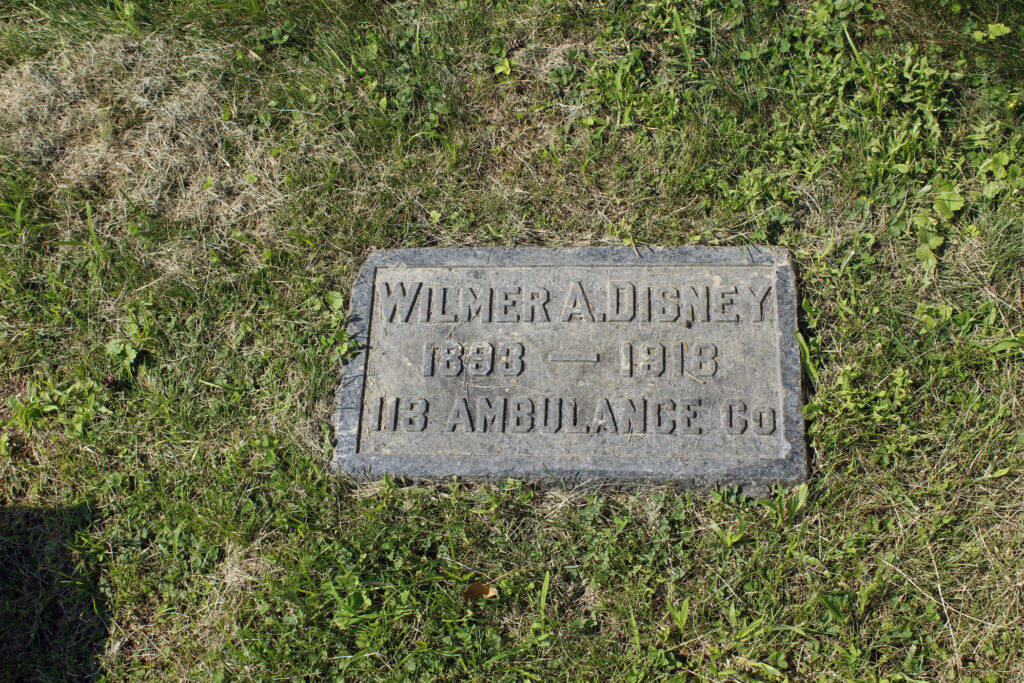 WILMER A. DISNEY
1893 — 1918
113 AMBULANCE CO